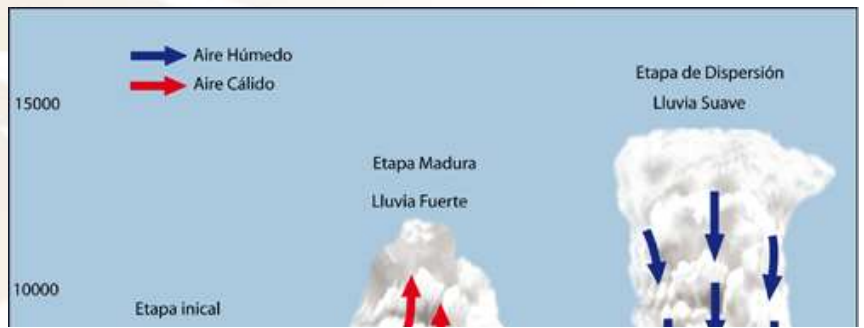 Aire Húmedo
Aire Cálido
15000
Etapa de Dispersión
Lluvia Suave
Etapa Madura
Lluvia Fuerte
10000
Etapa inical